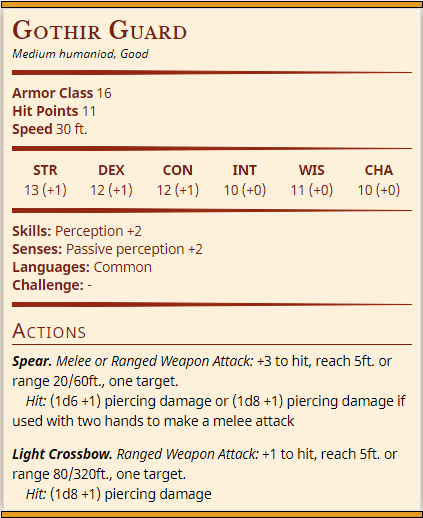 Gothir Guard
Medium humaniod, Good
Armor Class 16
Hit Points 11
Speed 30 ft.
STR DEX CON INT WIS CHA
13 (+1) 12 (+1) 12 (+1) 10 (+0) 11 (+0) 10 (+0)
Skills: Perception +2
Senses: Passive perception +2
Languages: Common
Challenge: -
Actions
Spear. Melee or Ranged Weapon Attack: +3 to hit, reach 5ft. or
range 20/60ft., one target.
Hit: (1d6 +1) piercing damage or (1d8 +1) piercing damage if
used with two hands to make a melee attack
Light Crossbow. Ranged Weapon Attack: +1 to hit, reach 5ft. or
range 80/320ft., one target.
Hit: (1d8 +1) piercing damage